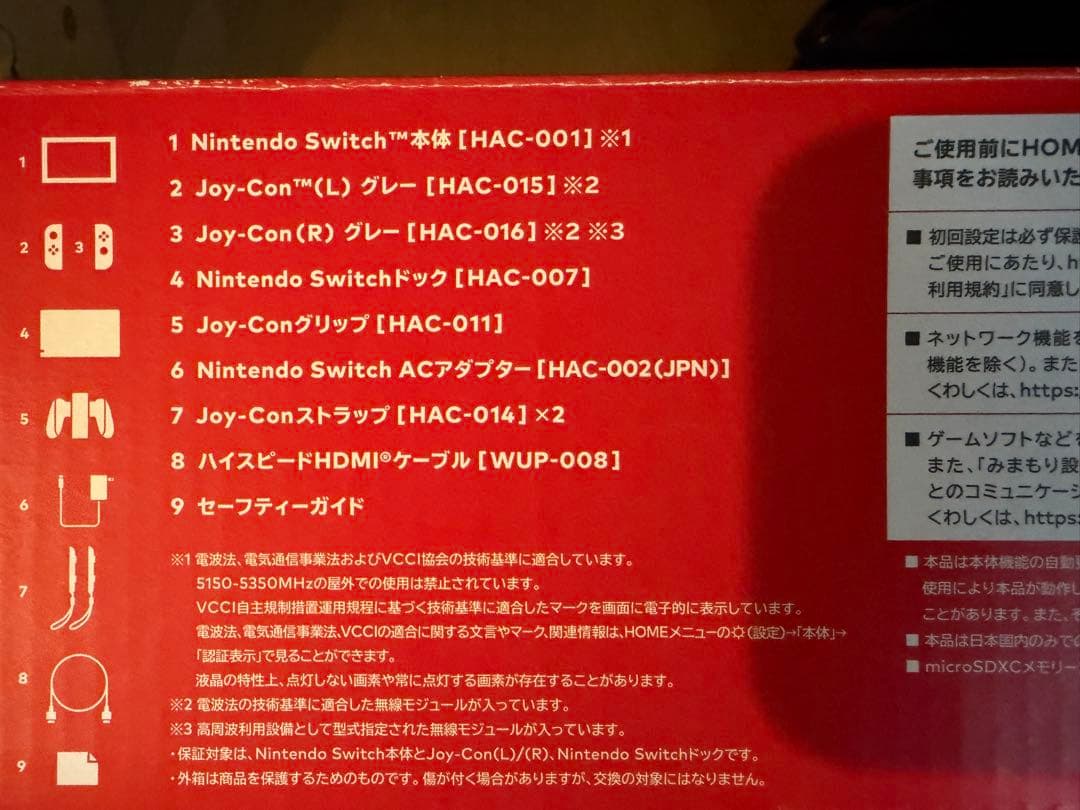 1 Nintendo Switch™本体[HAC-001]※1
2 Joy-Con™(L) グレー[HAC-015]※2
3 Joy-Con(R) グレー[HAC-016]※2 ※3
4 Nintendo Switchドック[HAC-007]
5 Joy-Conグリップ[HAC-011]
6 Nintendo Switch ACアダプター[HAC-002(JPN)]
7 Joy-Conストラップ[HAC-014]×2
8 ハイスピードHDMI®ケーブル[WUP-008]
9 セーフティーガイド
1
2
3
4
5
6
7
8
9
※1 電波法、電気通信事業法およびVCCI協会の技術基準に適合しています。
5150-5350MHzの屋外での使用は禁止されています。
VCCI自主規制措置運用規程に基づく技術基準に適合したマークを画面に電子的に表示しています。
電波法、電気通信事業法、VCCIの適合に関する文言やマーク、関連情報は、HOMEメニューの(設定)→「本体」→
「認証表示」で見ることができます。
液晶の特性上、点灯しない画素や常に点灯する画素が存在することがあります。
※2 電波法の技術基準に適合した無線モジュールが入っています。
※3 高周波利用設備として型式指定された無線モジュールが入っています。
・保証対象は、Nintendo Switch本体とJoy-Con(L)/(R)、Nintendo Switchドックです。
・外箱は商品を保護するためのものです。傷が付く場合がありますが、交換の対象にはなりません。
ご使用前にHOM
事項をお読みいた
■ 初回設定は必ず保護
ご使用にあたり、h
利用規約」に同意し
■ ネットワーク機能を
機能を除く)。また
くわしくは、https:
■ ゲームソフトなどを
また、「みまもり設
とのコミュニケーシ
くわしくは、https:
■ 本品は本体機能の自動更
使用により本品が動作し
ことがあります。また、そ
■ 本品は日本国内のみでの
■ microSDXCメモリー